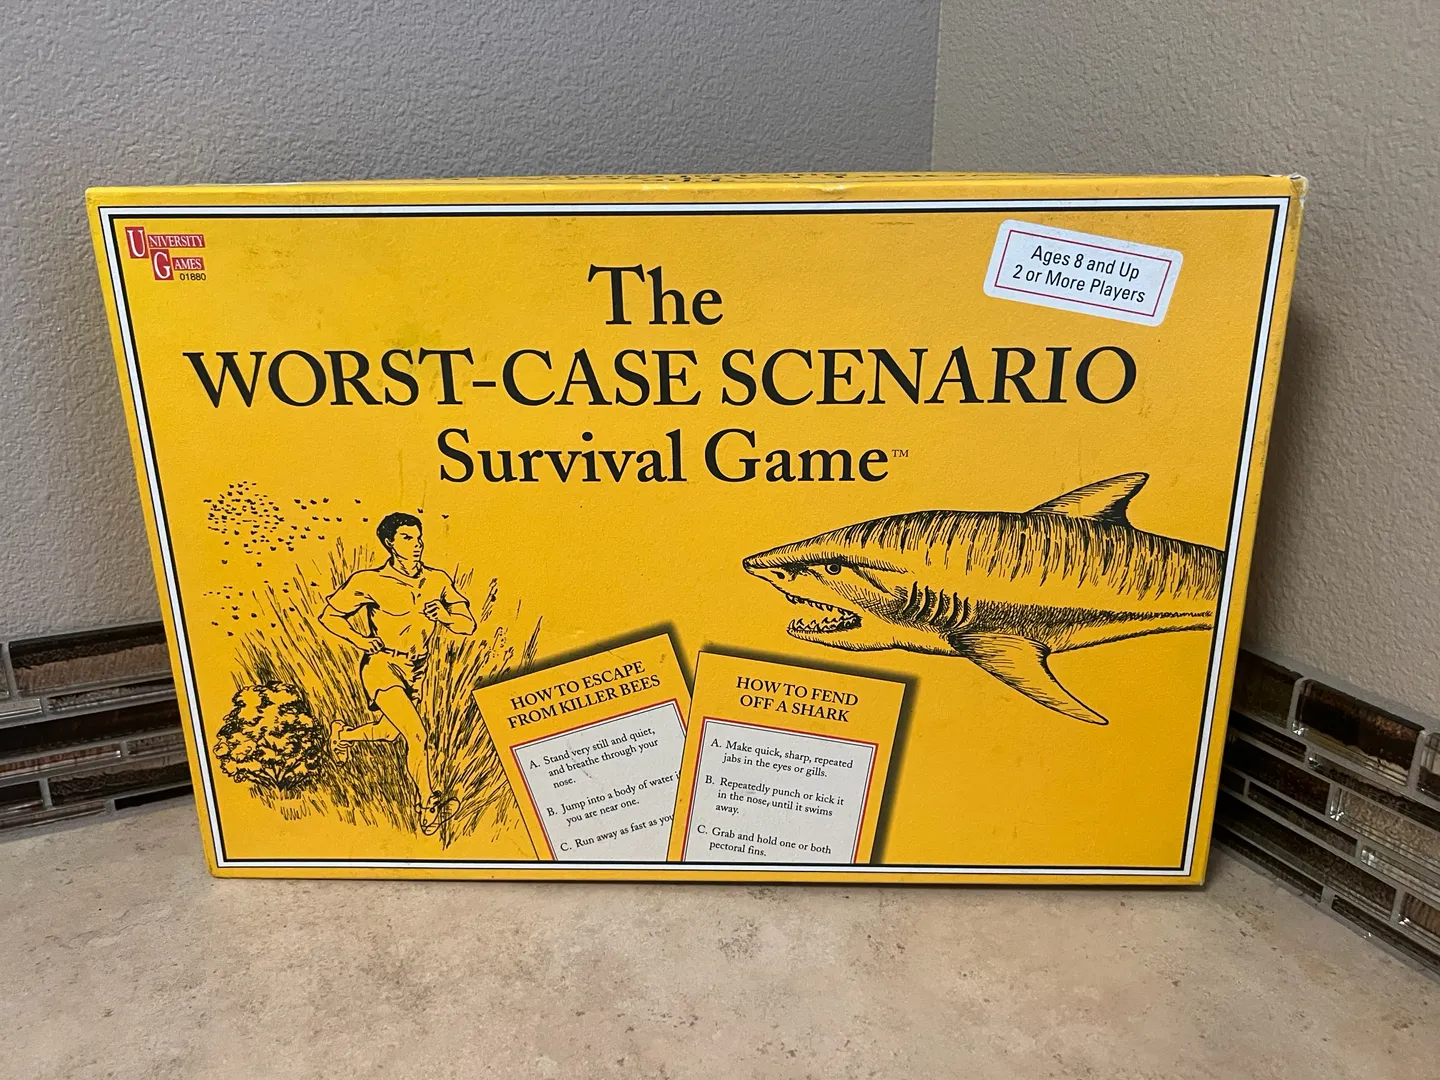 UNIVERSITY
GAMES
01880
Ages 8 and Up
2 or More Players
The
WORST-CASE SCENARIO
Survival Game™
HOW TO ESCAPE
FROM KILLER BEES
A. Stand very still and quiet,
and breathe through your
nose.
B. Jump into a body of water
you are near one.
C. Run away as fast as you
HOW TO FEND
OFF A SHARK
A. Make quick, sharp, repeated
jabs in the eyes or gills.
B. Repeatedly punch or kick it
in the nose, until it swims
away.
C. Grab and hold one or both
pectoral fins.